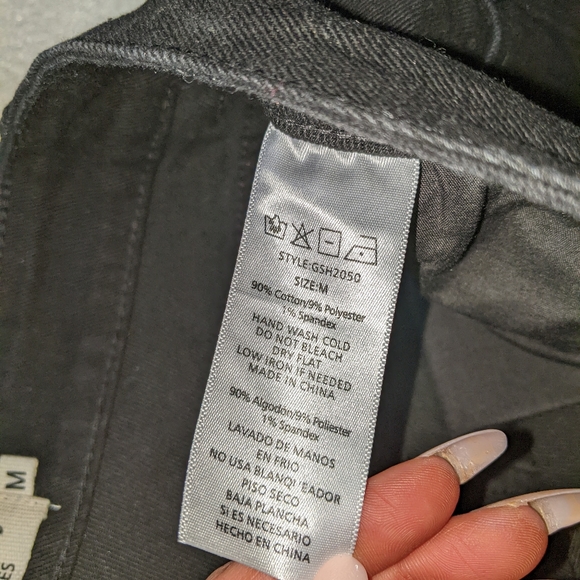 STYLE:GSH2050
SIZE:M
90% Cotton/9% Polyester
1% Spandex
HAND WASH COLD
DO NOT BLEACH
DRY FLAT
LOW IRON IF NEEDED
MADE IN CHINA
90% Algodon/9% Poliester
1% Spandex
LAVADO DE MANOS
EN FRIO
NO USA BLANQU'EADOR
PISO SECO
BAJA PLANCHA
SI ES NECESARIO
HECHO EN CHINA
M